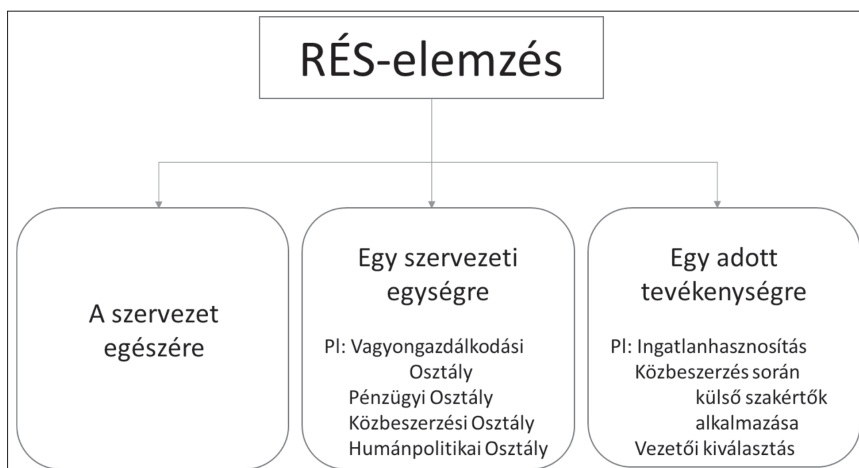 RÉS-elemzés
A szervezet
egészére
Egy szervezeti
egységre
Pl: Vagyongazdálkodási
Osztály
Pénzügyi Osztály
Közbeszerzési Osztály
Humánpolitikai Osztály
Egy adott
tevékenységre
Pl: Ingatlanhasznosítás
Közbeszerzés során
külső szakértők
alkalmazása
Vezetői kiválasztás